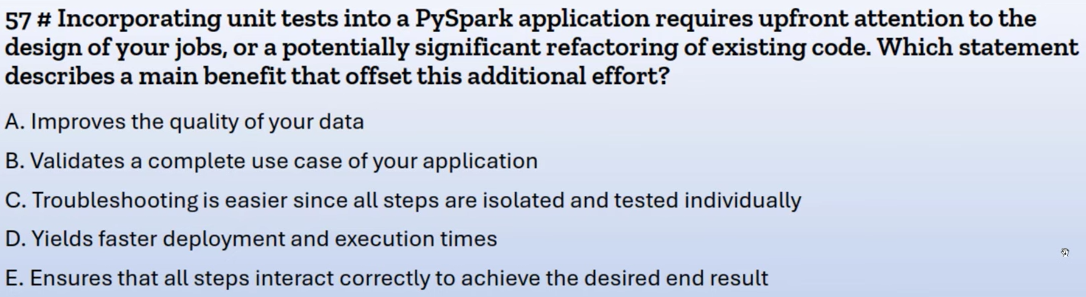 57 # Incorporating unit tests into a PySpark application requires upfront attention to the
design of your jobs, or a potentially significant refactoring of existing code. Which statement
describes a main benefit that offset this additional effort?
A. Improves the quality of your data
B. Validates a complete use case of your application
C. Troubleshooting is easier since all steps are isolated and tested individually
D. Yields faster deployment and execution times
E. Ensures that all steps interact correctly to achieve the desired end result